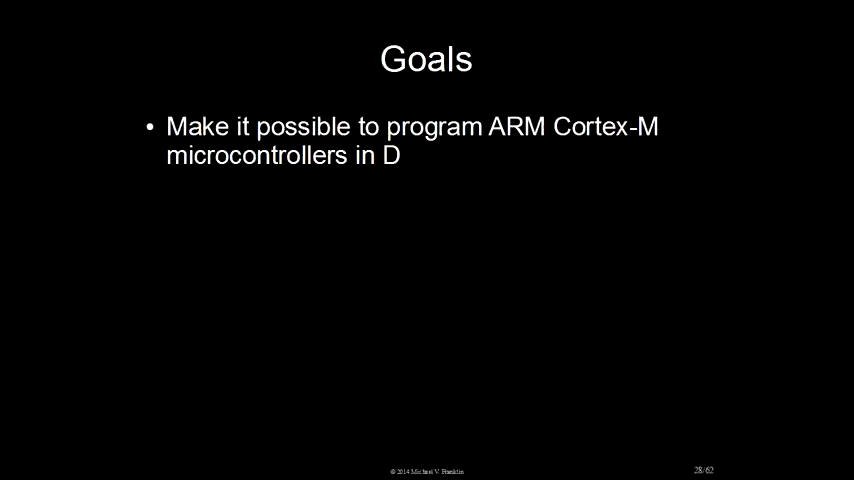 Goals
• Make it possible to program ARM Cortex-M
microcontrollers in D
© 2014 Michael V. Franklin
28/62